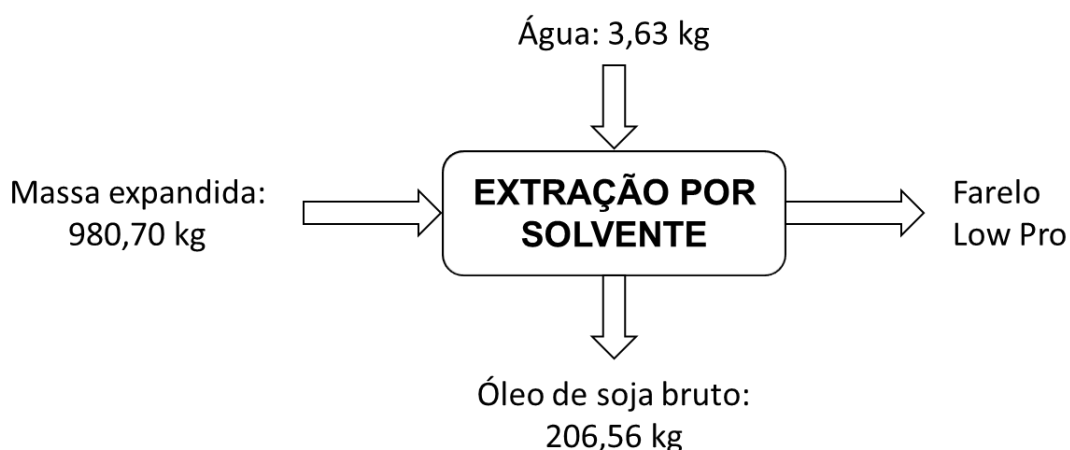 Água: 3,63 kg
Massa expandida:
980,70 kg
EXTRAÇÃO POR
SOLVENTE
Farelo
Low Pro
Óleo de soja bruto:
206,56 kg